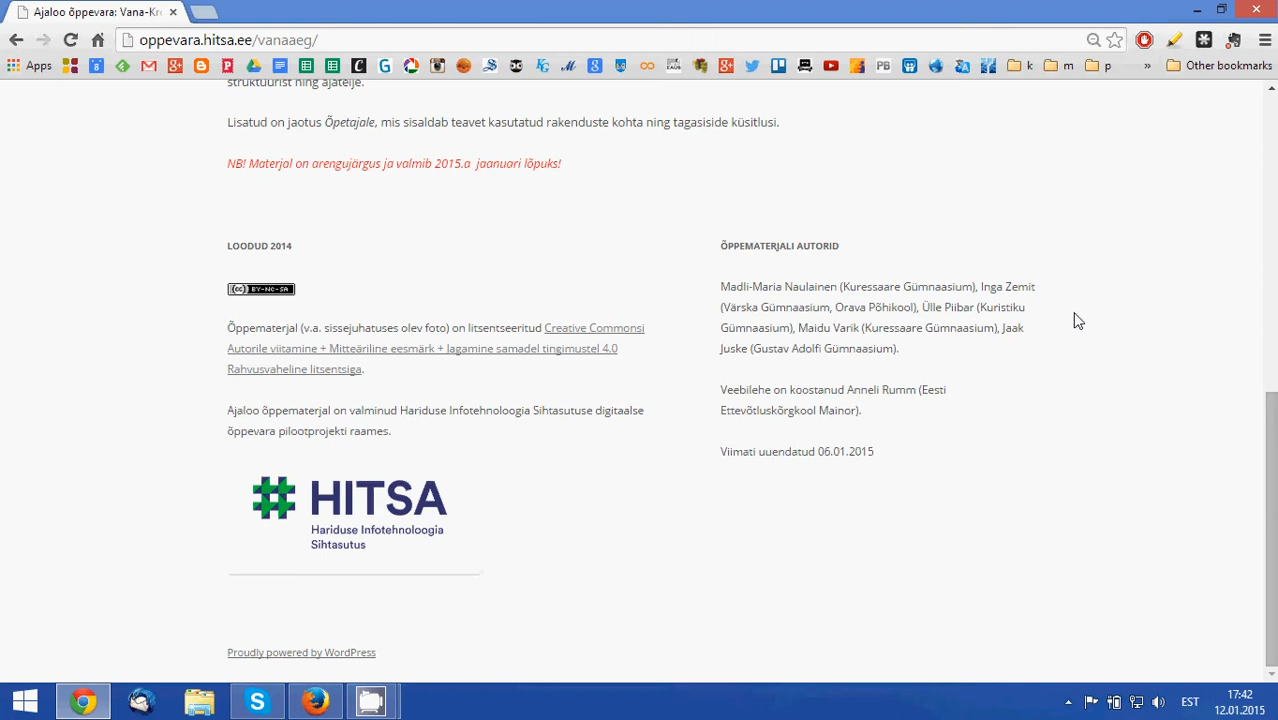 Ajaloo õppevara: Vana-Kr
oppevara.hitsa.ee/vanaaeg/
Apps
k
m
p
»
Other bookmarks
struktuurist ning ajatelje.
Lisatud on jaotus Õpetajale, mis sisaldab teavet kasutatud rakenduste kohta ning tagasiside küsitlusi.
NB! Materjal on arengujärgus ja valmib 2015.a jaanuari lõpuks!
LOODUD 2014
(cc) BY-NC-SA
Õppematerjal (v.a. sissejuhatuses olev foto) on litsentseeritud Creative Commonsi
Autorile viitamine + Mitteäriline eesmärk + Jagamine samadel tingimustel 4.0
Rahvusvaheline litsentsiga.
Ajaloo õppematerjal on valminud Hariduse Infotehnoloogia Sihtasutuse digitaalse
õppevara pilootprojekti raames.
HITSA
Hariduse Infotehnoloogia
Sihtasutus
Proudly powered by WordPress
ÕPPEMATERJALI AUTORID
Madli-Maria Naulainen (Kuressaare Gümnaasium), Inga Zemit
(Värska Gümnaasium, Orava Põhikool), Ülle Piibar (Kuristiku
Gümnaasium), Maidu Varik (Kuressaare Gümnaasium), Jaak
Juske (Gustav Adolfi Gümnaasium).
Veebilehe on koostanud Anneli Rumm (Eesti
Ettevõtluskõrgkool Mainor).
Viimati uuendatud 06.01.2015
EST
17:42
12.01.2015